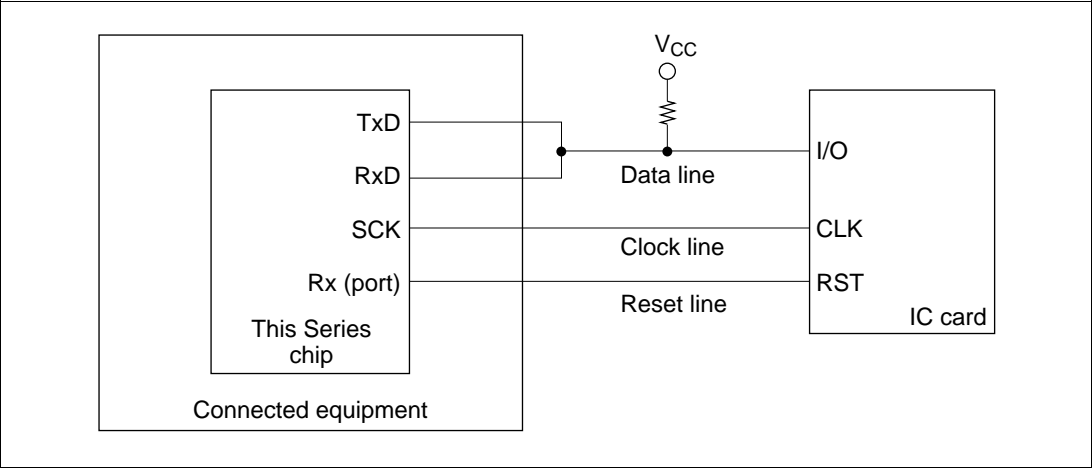 VCC
TxD
RxD
SCK
Rx (port)
This Series
chip
Connected equipment
Data line
Clock line
Reset line
I/O
CLK
RST
IC card